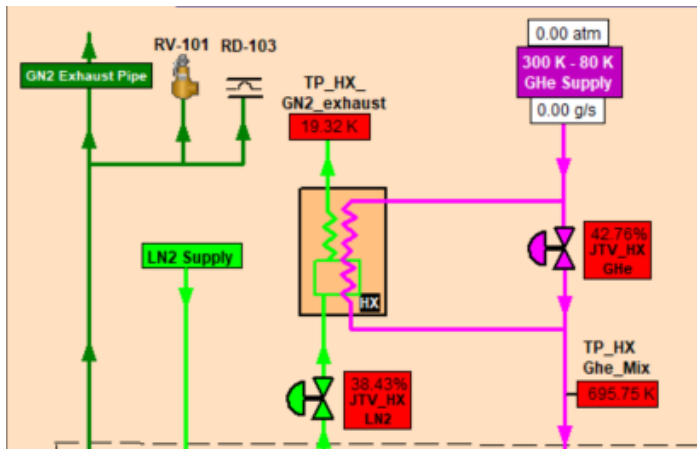 RV-101 RD-103
GN2 Exhaust Pipe
TP_HX_
GN2_exhaust
19.32 K
0.00 atm
300 K - 80 K
GHe Supply
0.00 g/s
LN2 Supply
42.76%
JTV_HX
GHe
HX
TP_HX
Ghe_Mix
695.75 K
38.43%
JTV_HX
LN2